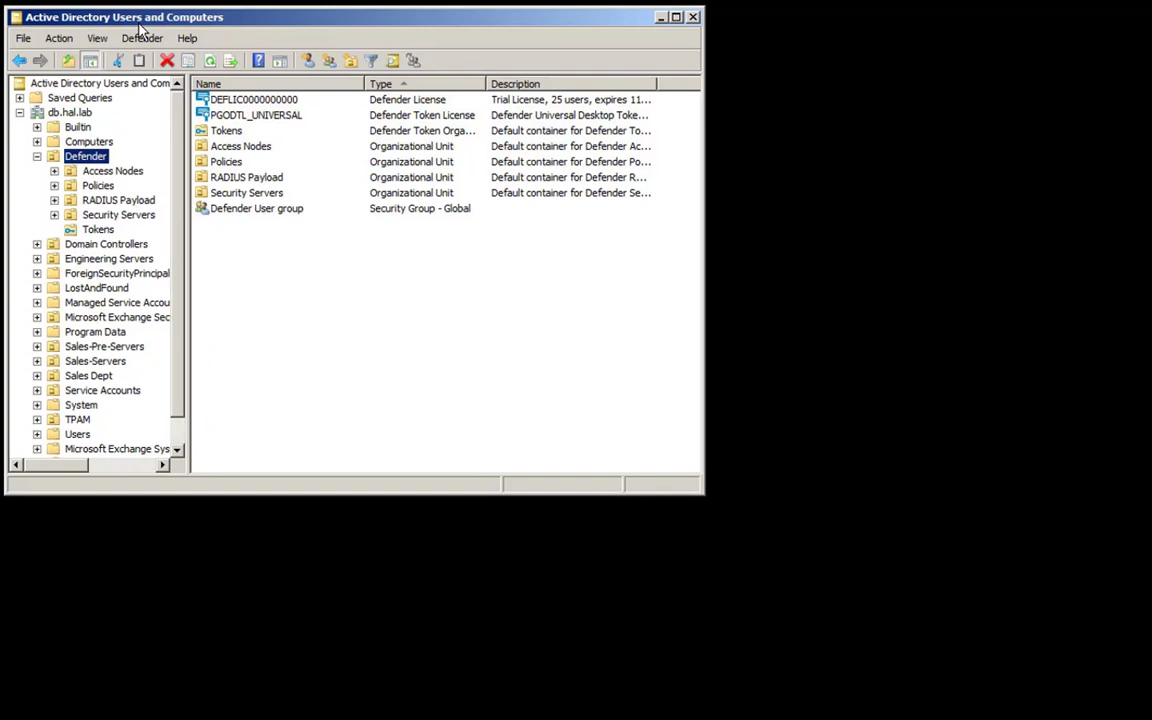 Active Directory Users and Computers
File Action View Defender Help
Active Directory Users and Com
Saved Queries
db.hal.lab
Builtin
Computers
Defender
Access Nodes
Policies
RADIUS Payload
Security Servers
Tokens
Domain Controllers
Engineering Servers
ForeignSecurityPrincipal
LostAndFound
Managed Service Accou
Microsoft Exchange Sec
Program Data
Sales-Pre-Servers
Sales-Servers
Sales Dept
Service Accounts
System
TPAM
Users
Microsoft Exchange Sys
Name Type Description
DEFLIC0000000000 Defender License Trial License, 25 users, expires 11...
PGODTL_UNIVERSAL Defender Token License Defender Universal Desktop Toke...
Tokens Defender Token Orga... Default container for Defender To...
Access Nodes Organizational Unit Default container for Defender Ac...
Policies Organizational Unit Default container for Defender Po...
RADIUS Payload Organizational Unit Default container for Defender R...
Security Servers Organizational Unit Default container for Defender Se...
Defender User group Security Group - Global